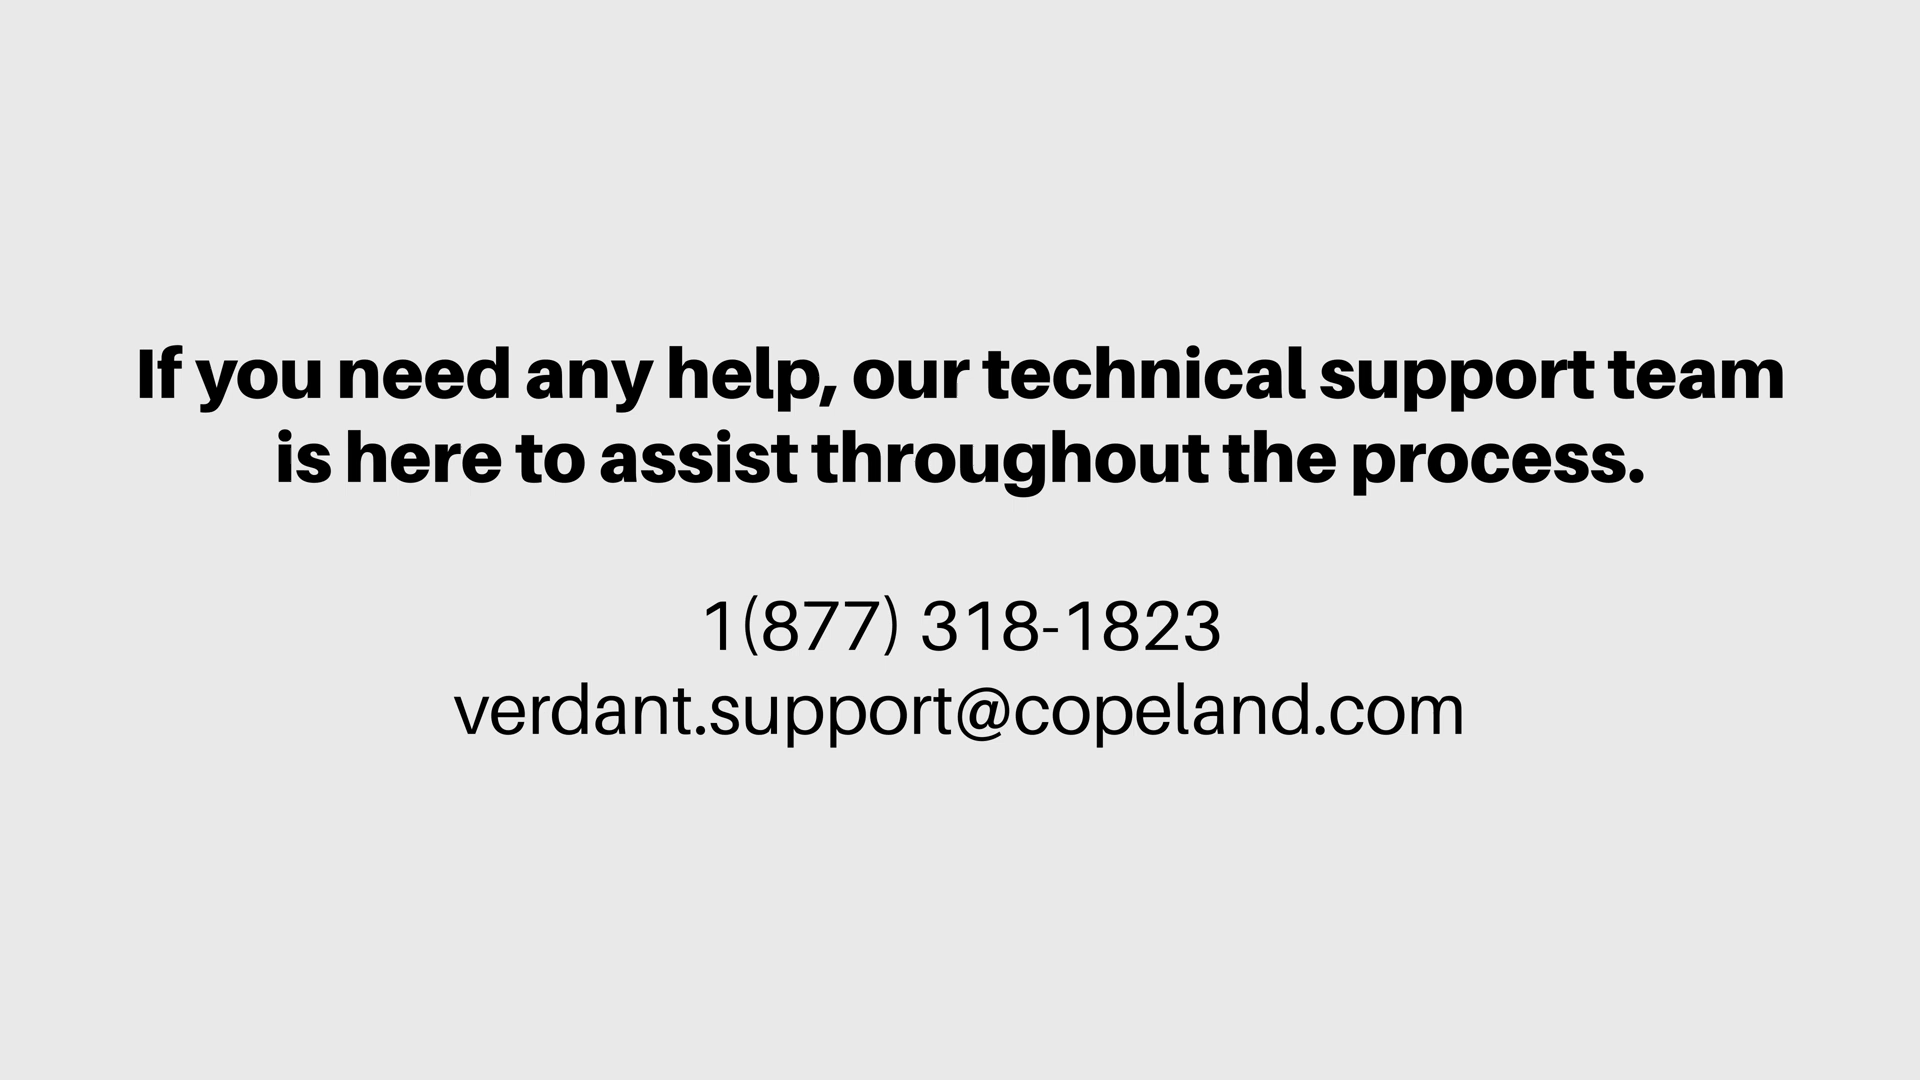 If you need any help, our technical support team
is here to assist throughout the process.
1(877) 318-1823
verdant.support@copeland.com